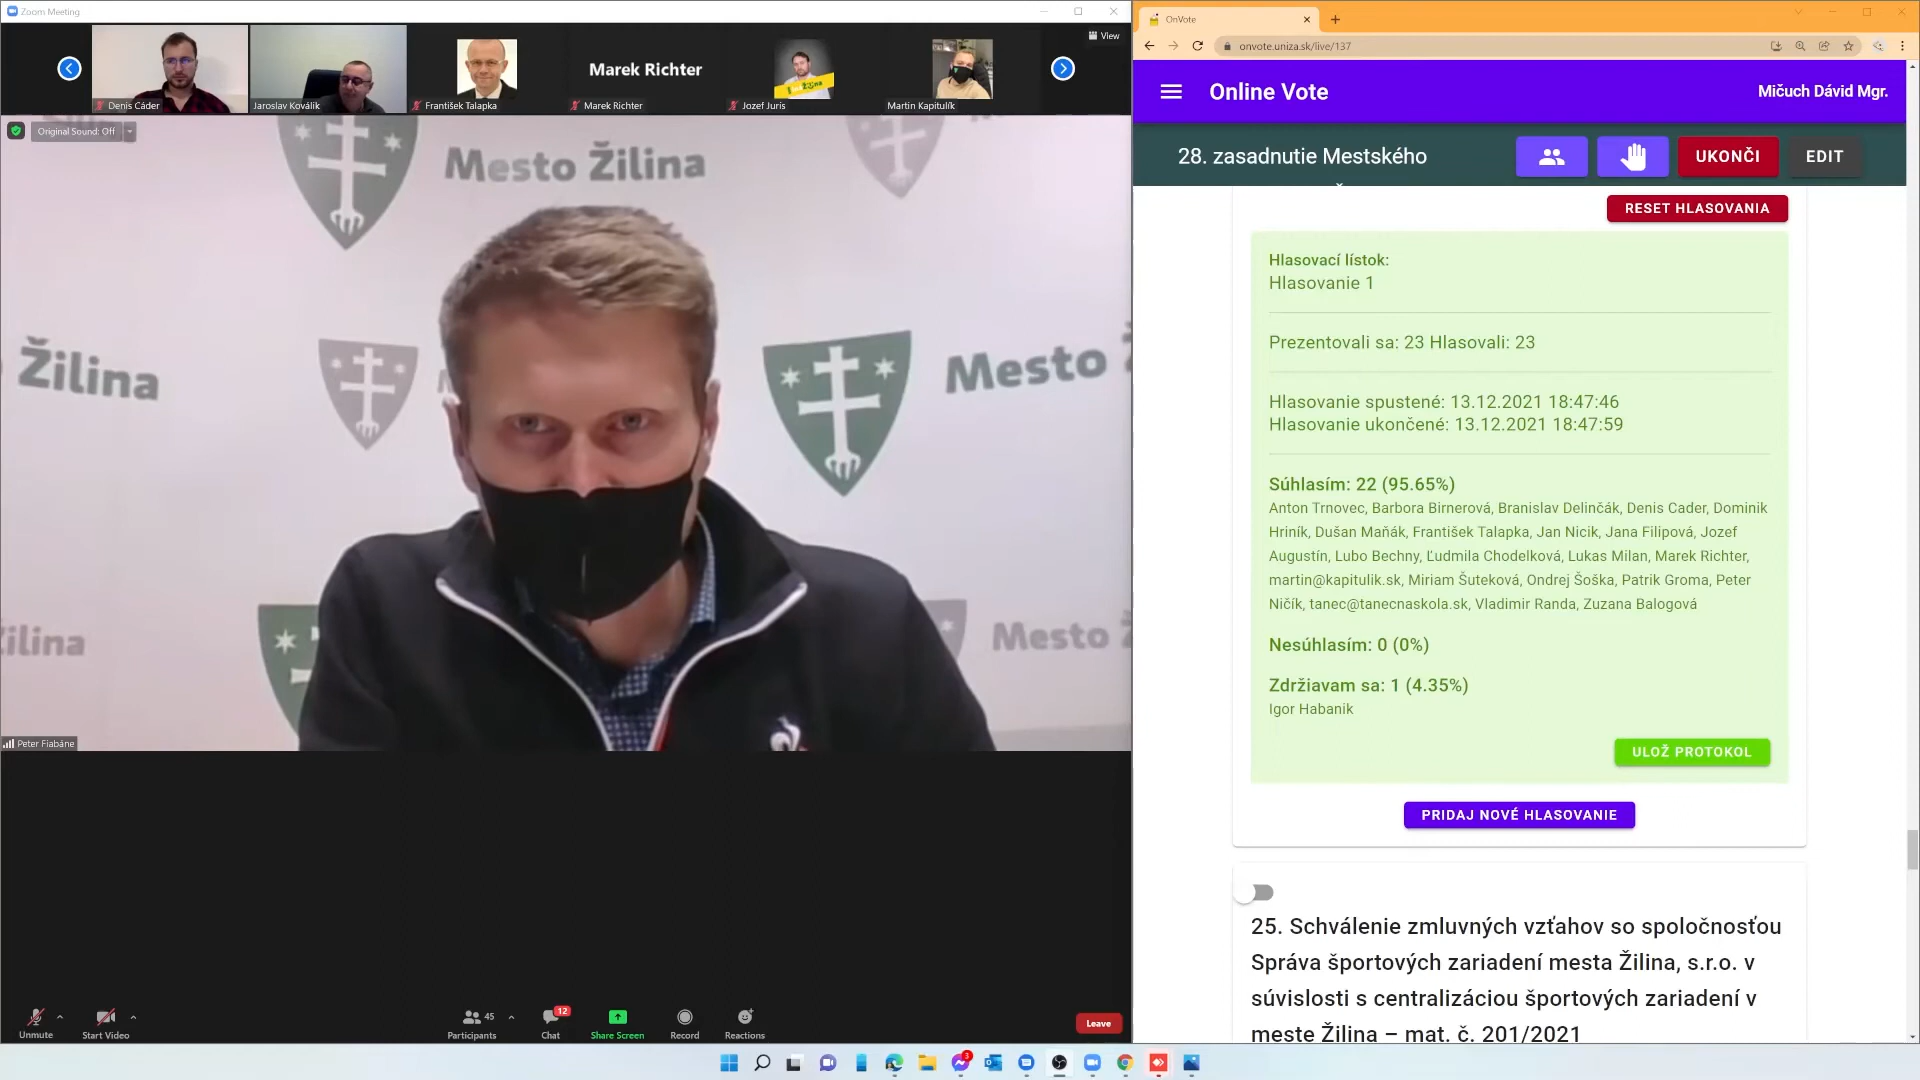 Zoom Meeting
View
Denis Cáder
Jaroslav Koválik
František Talapka
Marek Richter
Marek Richter
Jozef Juriš
Martin Kapitulík
Original Sound: Off
Mesto Žilina
Žilina
Mesto
ilina
Mesto Ž
Peter Fiabáne
Unmute
Start Video
45
Participants
12
Chat
Share Screen
Record
Reactions
Leave
OnVote
onvote.uniza.sk/live/137
Online Vote
Mičuch Dávid Mgr.
28. zasadnutie Mestského
UKONČI
EDIT
RESET HLASOVANIA
Hlasovací lístok:
Hlasovanie 1
Prezentovali sa: 23 Hlasovali: 23
Hlasovanie spustené: 13.12.2021 18:47:46
Hlasovanie ukončené: 13.12.2021 18:47:59
Súhlasím: 22 (95.65%)
Anton Trnovec, Barbora Birnerová, Branislav Delinčák, Denis Cader, Dominik
Hriník, Dušan Maňák, František Talapka, Jan Nicik, Jana Filipová, Jozef
Augustín, Lubo Bechny, Ľudmila Chodelková, Lukas Milan, Marek Richter,
martin@kapitulik.sk, Miriam Šuteková, Ondrej Šoška, Patrik Groma, Peter
Ničík, tanec@tanecnaskola.sk, Vladimir Randa, Zuzana Balogová
Nesúhlasím: 0 (0%)
Zdržiavam sa: 1 (4.35%)
Igor Habanik
ULOŽ PROTOKOL
PRIDAJ NOVÉ HLASOVANIE
25. Schválenie zmluvných vzťahov so spoločnosťou
Správa športových zariadení mesta Žilina, s.r.o. v
súvislosti s centralizáciou športových zariadení v
meste Žilina – mat. č. 201/2021
3